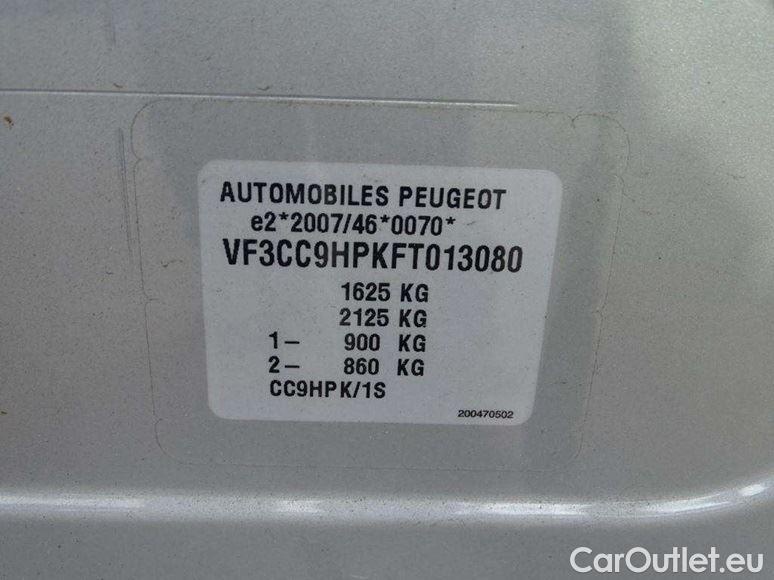 AUTOMOBILES PEUGEOT
e2*2007/46*0070*
VF3CC9HPKFT013080
1625 KG
2125 KG
1- 900 KG
2- 860 KG
CC9HPK/1S
200470502
CarOutlet.eu